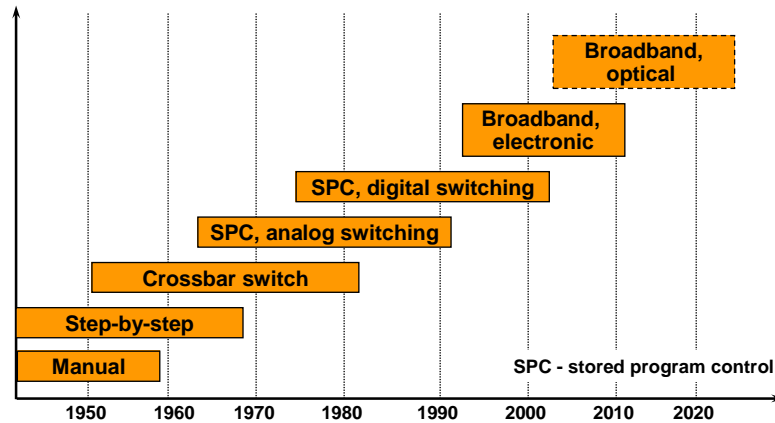 Broadband,
optical
Broadband,
electronic
SPC, digital switching
SPC, analog switching
Crossbar switch
Step-by-step
Manual
SPC - stored program control
1950 1960 1970 1980 1990 2000 2010 2020